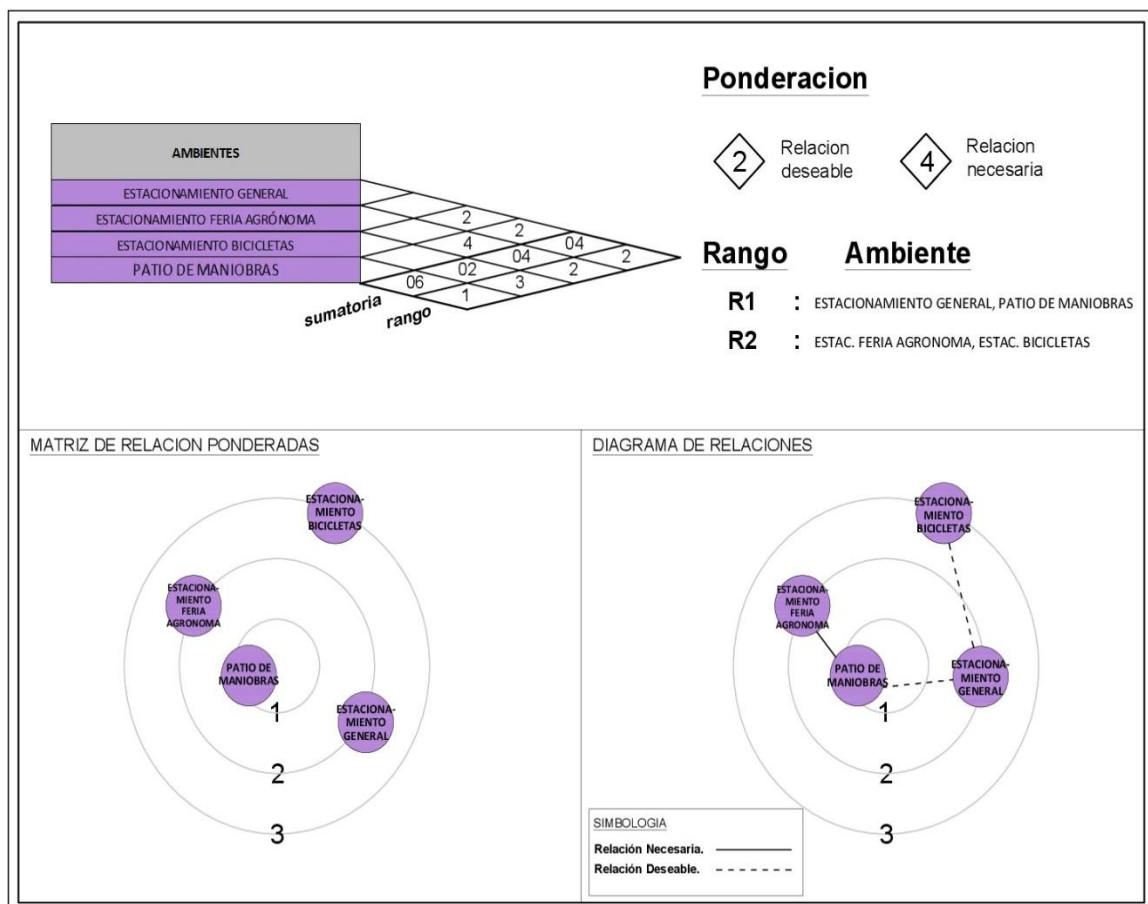 Ponderacion
2
Relacion
deseable
4
Relacion
necesaria
AMBIENTES
ESTACIONAMIENTO GENERAL
ESTACIONAMIENTO FERIA AGRÓNOMA
ESTACIONAMIENTO BICICLETAS
PATIO DE MANIOBRAS
2
2
4
04
04
2
02
2
06
3
1
sumatoria
rango
Rango Ambiente
R1 : ESTACIONAMIENTO GENERAL, PATIO DE MANIOBRAS
R2 : ESTAC. FERIA AGRONOMA, ESTAC. BICICLETAS
MATRIZ DE RELACION PONDERADAS
ESTACIONA-
MIENTO
BICICLETAS
ESTACIONA-
MIENTO
FERIA
AGRONOMA
PATIO DE
MANIOBRAS
ESTACIONA-
MIENTO
GENERAL
1
2
3
DIAGRAMA DE RELACIONES
ESTACIONA-
MIENTO
BICICLETAS
ESTACIONA-
MIENTO
FERIA
AGRONOMA
PATIO DE
MANIOBRAS
ESTACIONA-
MIENTO
GENERAL
1
2
3
SIMBOLOGIA
Relación Necesaria.
Relación Deseable.